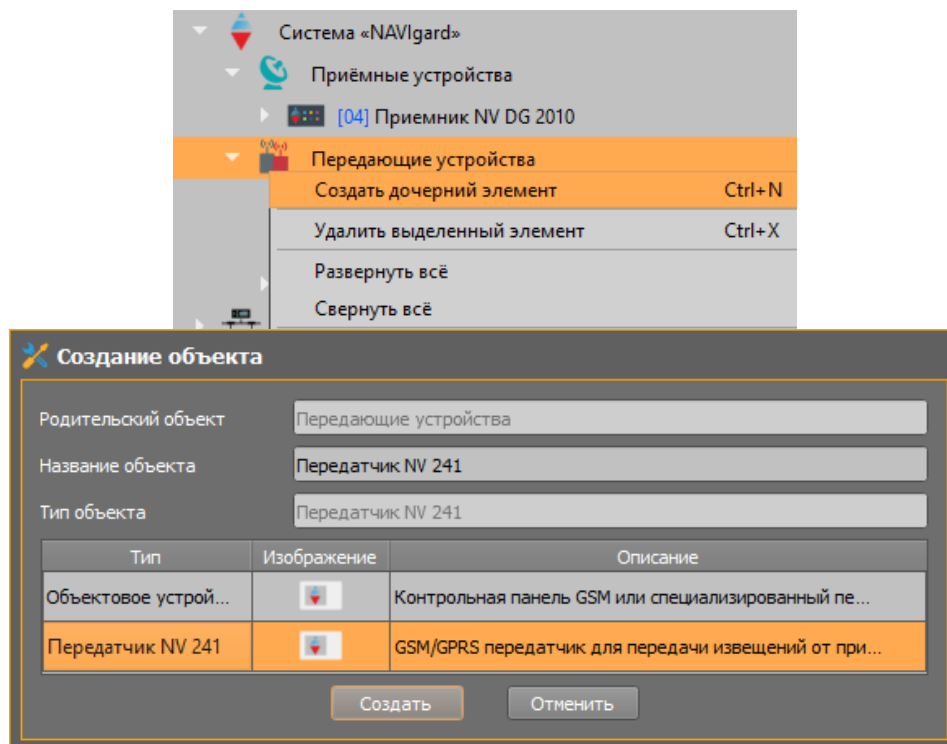 Система «NAVIgard»
Приёмные устройства
[04] Приемник NV DG 2010
Передающие устройства
Создать дочерний элемент Ctrl+N
Удалить выделенный элемент Ctrl+X
Развернуть всё
Свернуть всё
Создание объекта
Родительский объект Передающие устройства
Название объекта Передатчик NV 241
Тип объекта Передатчик NV 241
Тип Изображение Описание
Объектовое устрой... Контрольная панель GSM или специализированный пе...
Передатчик NV 241 GSM/GPRS передатчик для передачи извещений от при...
Создать Отменить